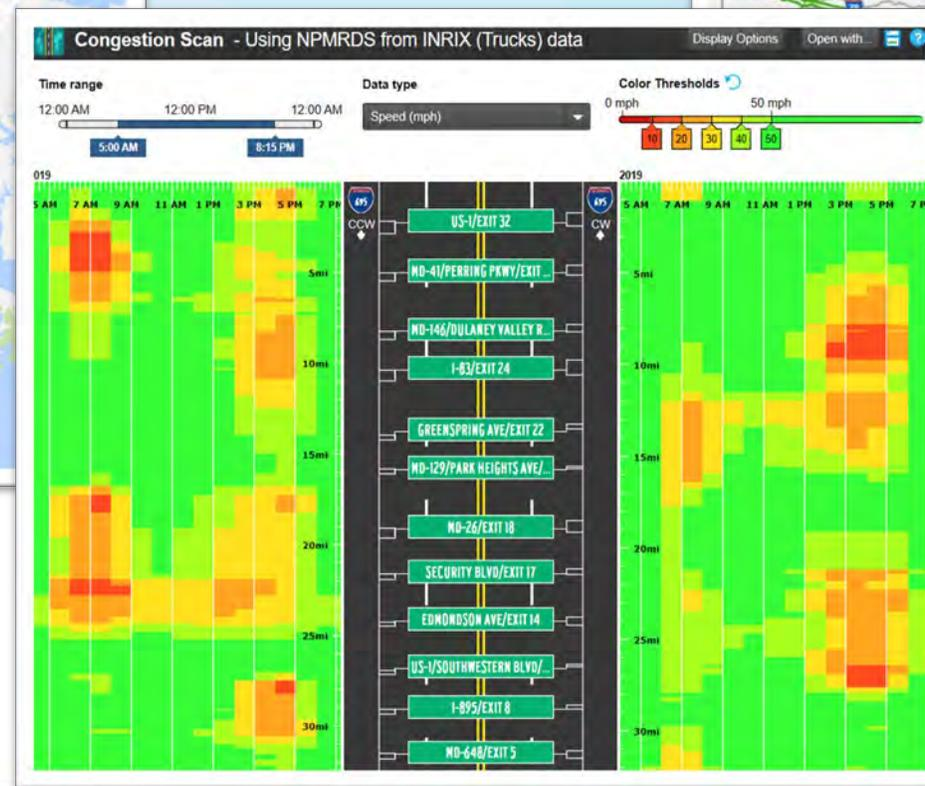 Congestion Scan - Using NPMRDS from INRIX (Trucks) data
Display Options
Open with...
?
Time range
12:00 AM 12:00 PM 12:00 AM
5:00 AM 8:15 PM
Data type
Speed (mph)
Color Thresholds
0 mph 50 mph
10 20 30 40 50
019
5 AM 7 AM 9 AM 11 AM 1 PM 3 PM 5 PM 7 PM
5mi
10mi
15mi
20mi
25mi
30mi
695
CCW
US-1/EXIT 32
MD-41/PERRING PKWY/EXIT ...
MD-146/DULANEY VALLEY R...
I-83/EXIT 24
GREENSPRING AVE/EXIT 22
MD-129/PARK HEIGHTS AVE/...
MD-26/EXIT 18
SECURITY BLVD/EXIT 17
EDMONDSON AVE/EXIT 14
US-1/SOUTHWESTERN BLVD/...
I-895/EXIT 8
MD-648/EXIT 5
695
CW
2019
5 AM 7 AM 9 AM 11 AM 1 PM 3 PM 5 PM 7 P
5mi
10mi
15mi
20mi
25mi
30mi